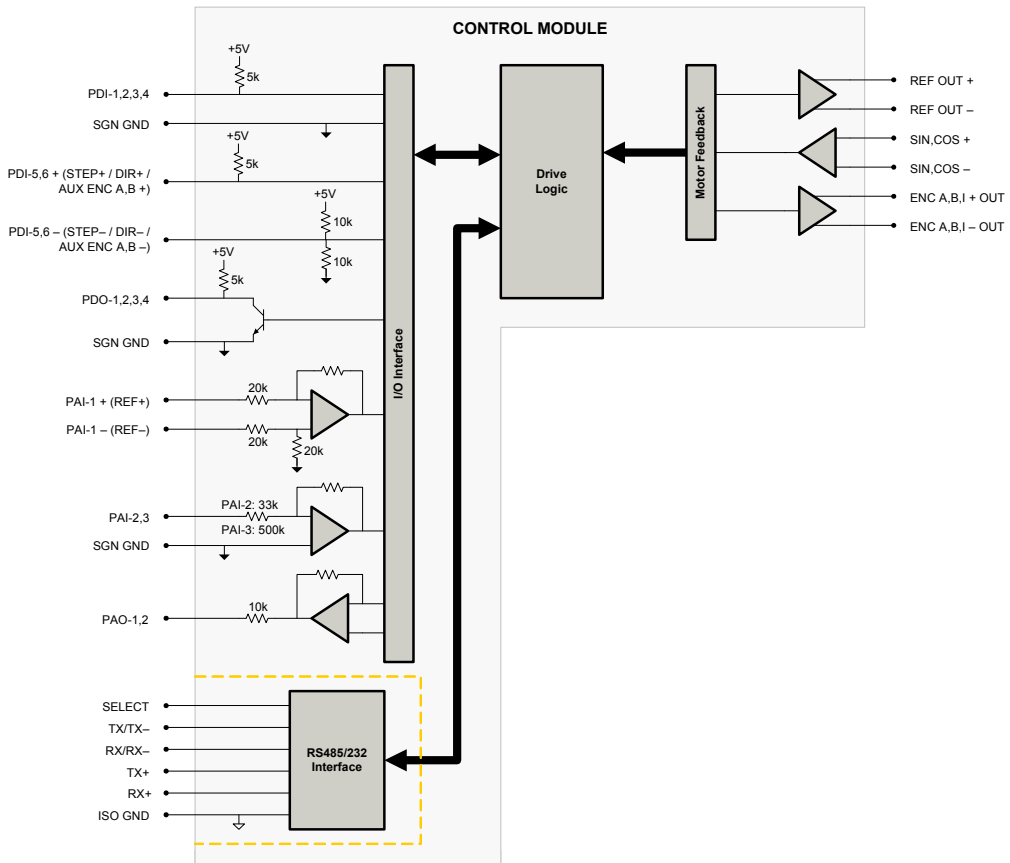 CONTROL MODULE
+5V
5k
PDI-1,2,3,4
SGN GND
+5V
5k
PDI-5,6 + (STEP+ / DIR+ /
AUX ENC A,B +)
+5V
10k
PDI-5,6 – (STEP– / DIR– /
AUX ENC A,B –)
10k
+5V
5k
PDO-1,2,3,4
SGN GND
20k
PAI-1 + (REF+)
PAI-1 – (REF–)
20k
20k
PAI-2: 33k
PAI-2,3
PAI-3: 500k
SGN GND
10k
PAO-1,2
I/O Interface
Drive
Logic
Motor Feedback
REF OUT +
REF OUT –
SIN,COS +
SIN,COS –
ENC A,B,I + OUT
ENC A,B,I – OUT
SELECT
TX/TX–
RX/RX–
TX+
RX+
ISO GND
RS485/232
Interface